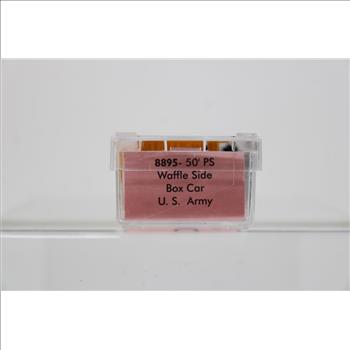 8895- 50' PS
Waffle Side
Box Car
U. S. Army